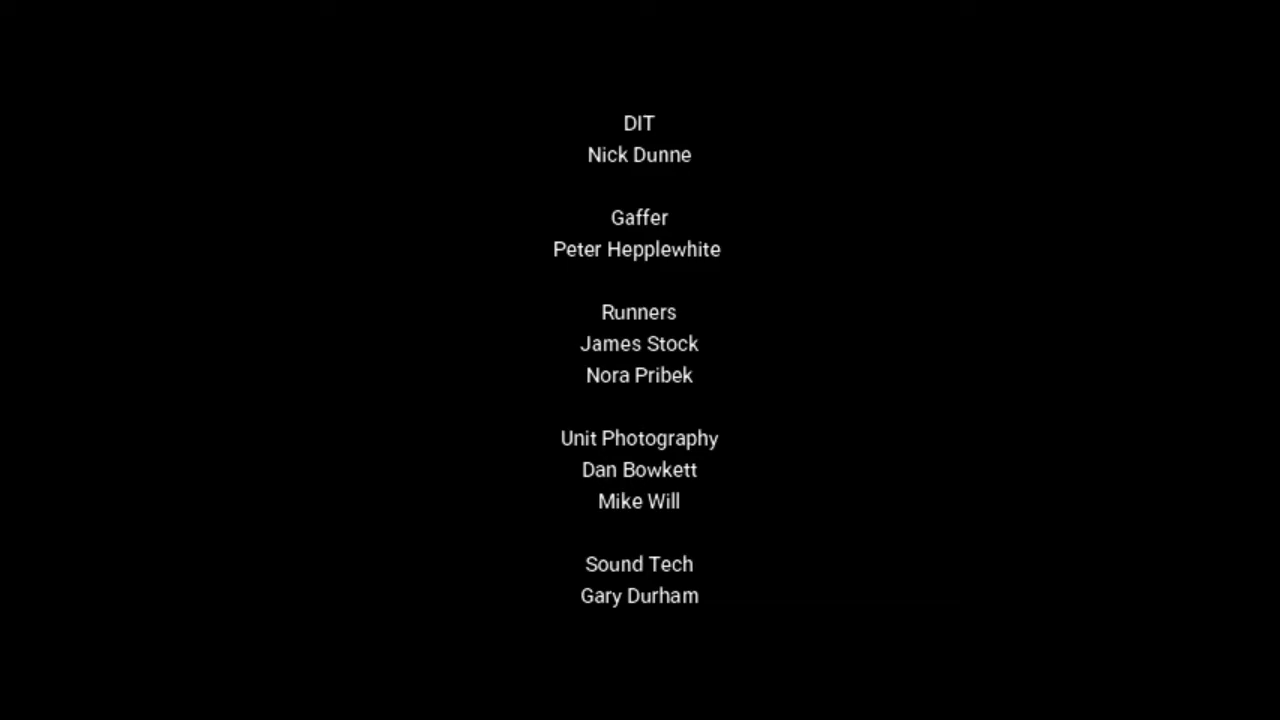 DIT
Nick Dunne
Gaffer
Peter Hepplewhite
Runners
James Stock
Nora Pribek
Unit Photography
Dan Bowkett
Mike Will
Sound Tech
Gary Durham